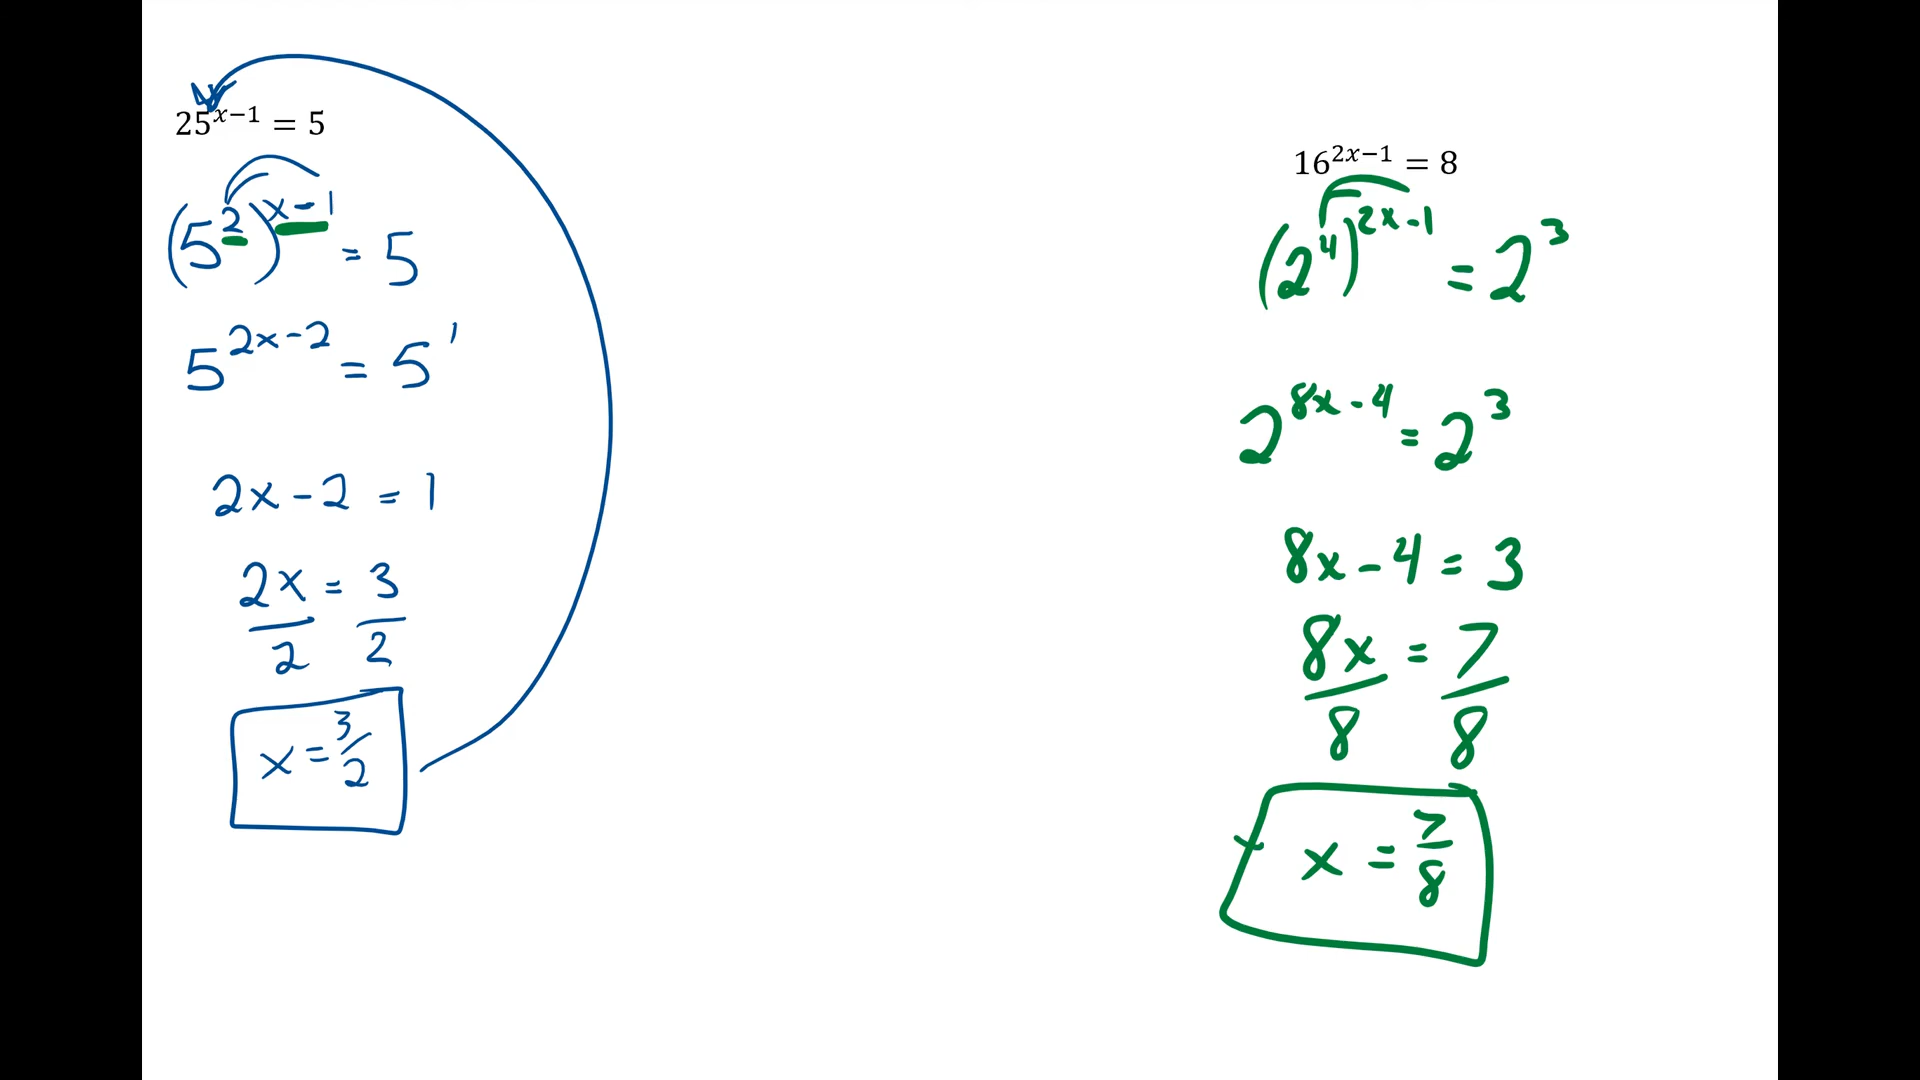 25^{x−1} = 5
(5^2)^{x-1} = 5
5^{2x-2} = 5^1
2x-2 = 1
2x = 3
2 2
x = 3/2
16^{2x−1} = 8
(2^4)^{2x-1} = 2^3
2^{8x-4} = 2^3
8x-4 = 3
8x = 7
8 8
x = 7/8